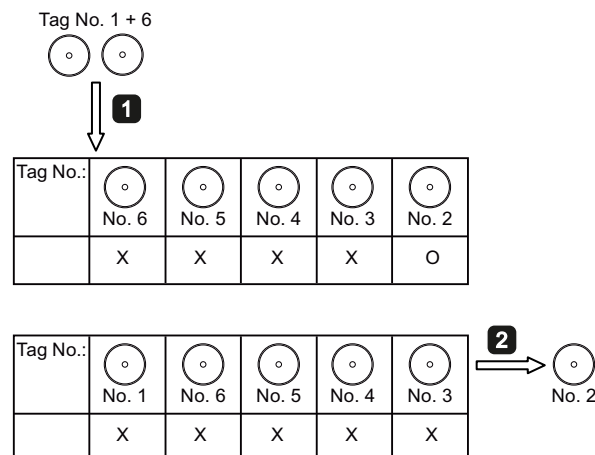 Tag No. 1 + 6
1
Tag No.:
No. 6 No. 5 No. 4 No. 3 No. 2
X X X X O
Tag No.:
No. 1 No. 6 No. 5 No. 4 No. 3
X X X X X
2
No. 2